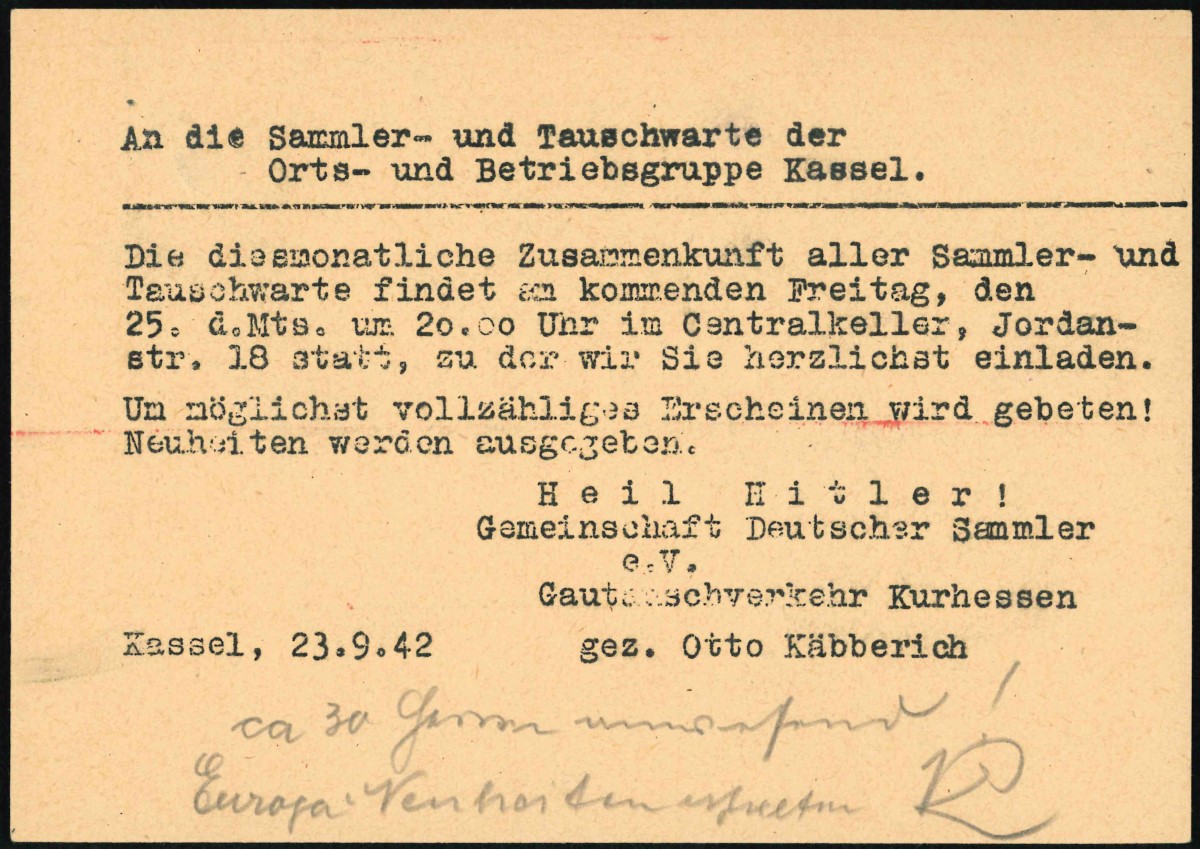 An die Sammler- und Tauschwarte der
Orts- und Betriebsgruppe Kassel.
Die diesmonatliche Zusammenkunft aller Sammler- und
Tauschwarte findet am kommenden Freitag, den
25. d.Mts. um 20.00 Uhr im Centralkeller, Jordan-
str. 18 statt, zu der wir Sie herzlichst einladen.
Um möglichst vollzähliges Erscheinen wird gebeten!
Neuheiten werden ausgegeben.
Heil Hitler!
Gemeinschaft Deutscher Sammler
e.V.
Gautauschverkehr Kurhessen
Kassel, 23.9.42 gez. Otto Käbberich
ca 30 Herren anwesend!
Europa Neuheiten erhalten